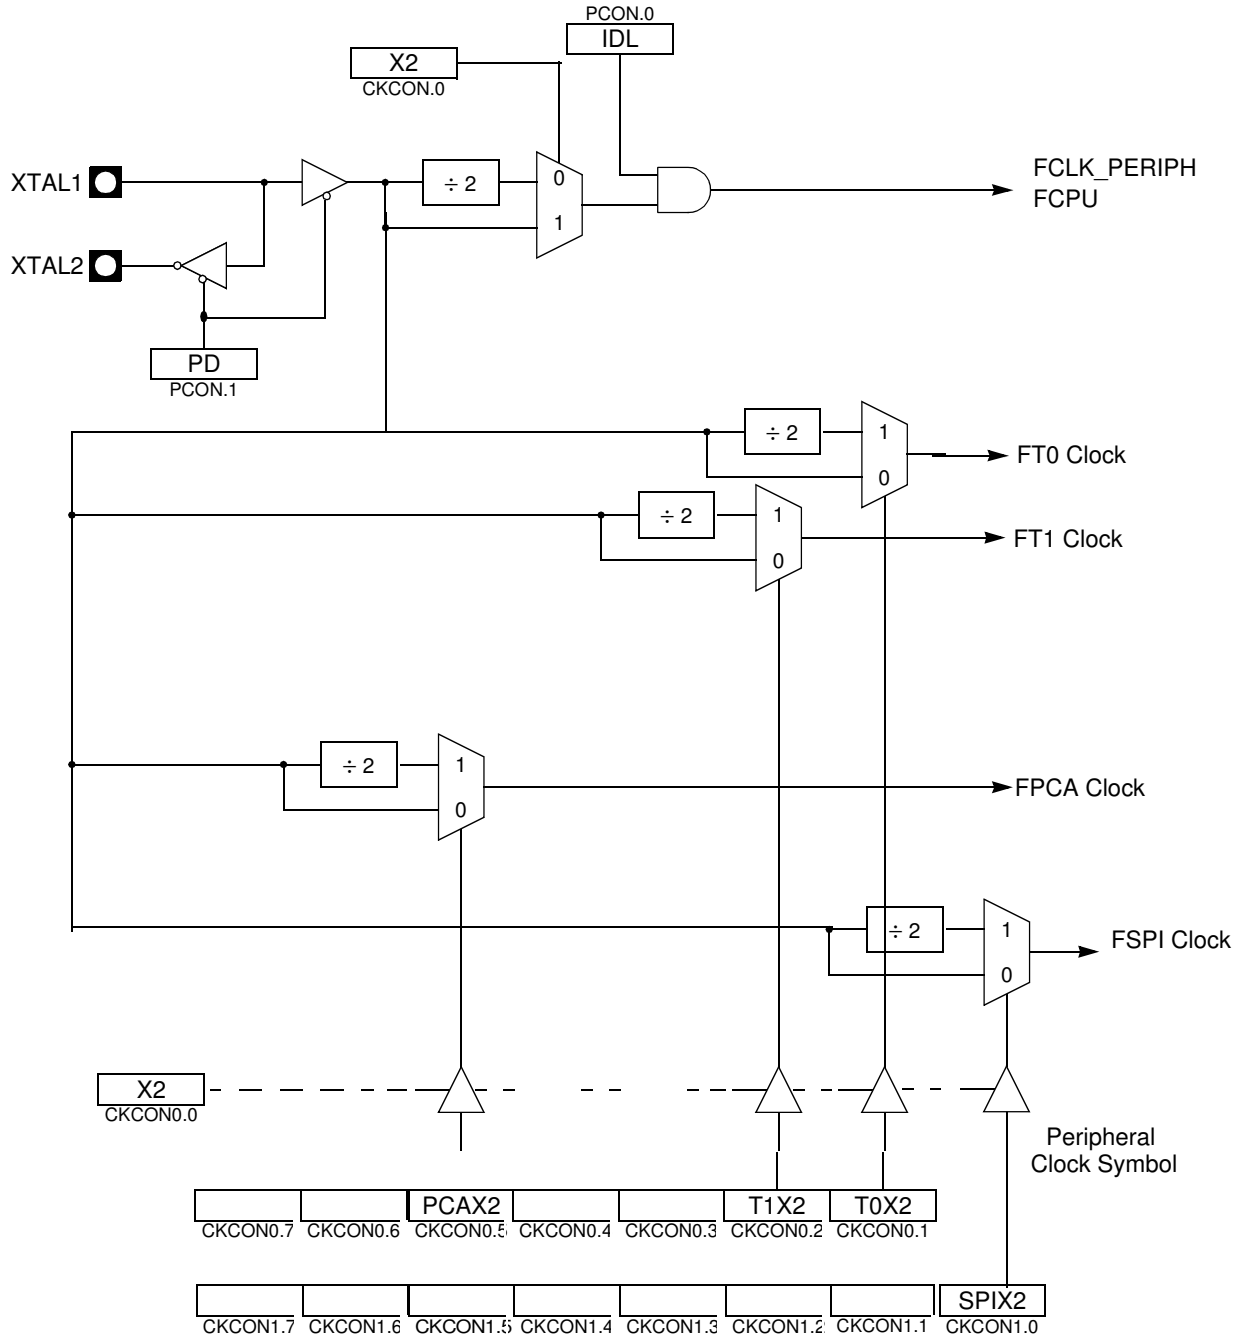 PCON.0
IDL
X2
CKCON.0
XTAL1
÷ 2
0
1
FCLK_PERIPH
FCPU
XTAL2
PD
PCON.1
÷ 2
1
0
FT0 Clock
÷ 2
1
0
FT1 Clock
÷ 2
1
0
FPCA Clock
÷ 2
1
0
FSPI Clock
X2
CKCON0.0
Peripheral
Clock Symbol
PCAX2
T1X2
T0X2
CKCON0.7
CKCON0.6
CKCON0.5
CKCON0.4
CKCON0.3
CKCON0.2
CKCON0.1
SPIX2
CKCON1.7
CKCON1.6
CKCON1.5
CKCON1.4
CKCON1.3
CKCON1.2
CKCON1.1
CKCON1.0